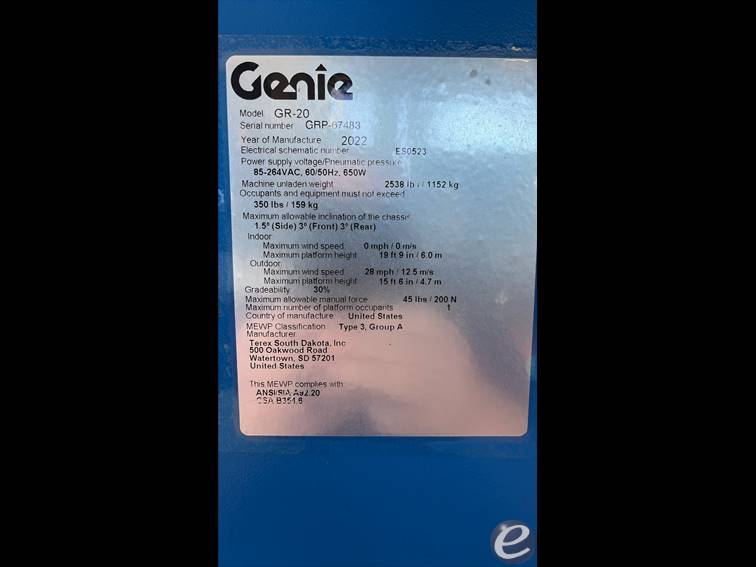 Genie
Model GR-20
Serial number GRP-67483
Year of Manufacture 2022
Electrical schematic number ES0523
Power supply voltage/Pneumatic pressure
85-264VAC, 60/50Hz, 650W
Machine unladen weight 2538 lbs / 1152 kg
Occupants and equipment must not exceed
350 lbs / 159 kg
Maximum allowable inclination of the chassis
1.5° (Side) 3° (Front) 3° (Rear)
Indoor
Maximum wind speed 0 mph / 0 m/s
Maximum platform height 19 ft 9 in / 6.0 m
Outdoor
Maximum wind speed 28 mph / 12.5 m/s
Maximum platform height 15 ft 6 in / 4.7 m
Gradeability 30%
Maximum allowable manual force 45 lbs / 200 N
Maximum number of platform occupants 1
Country of manufacture United States
MEWP Classification Type 3, Group A
Manufacturer
Terex South Dakota, Inc
500 Oakwood Road
Watertown, SD 57201
United States
This MEWP complies with:
ANSI/SIA A92.20
CSA B354.6
e